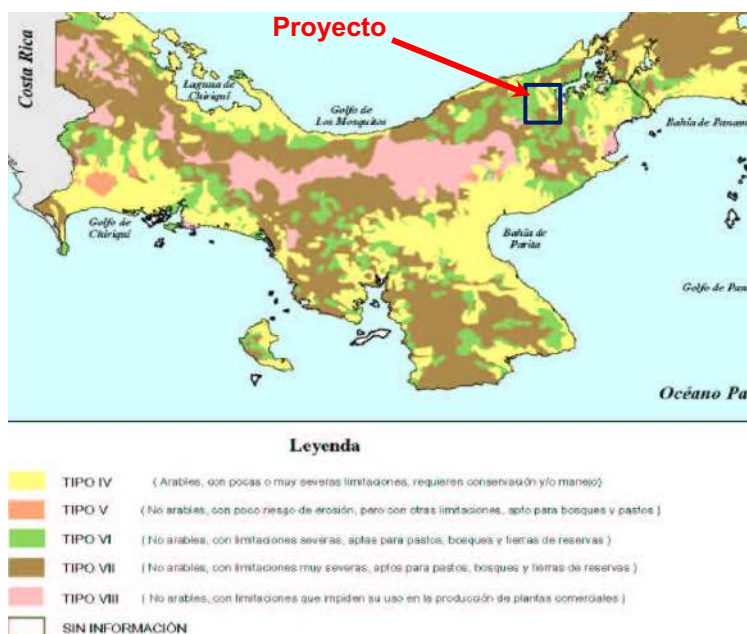 Proyecto
Costa Rica
Laguna de
Chiriquí
Golfo de
Los Mosquitos
Bahía de Panam
Golfo de
Chiriquí
Bahía de
Parita
Golfo de Pan
Océano Pa
Leyenda
TIPO IV ( Arables, con pocas o muy severas limitaciones, requieren conservación y/o manejo)
TIPO V ( No arables, con poco riesgo de erosión, pero con otras limitaciones, apto para bosques y pastos )
TIPO VI ( No arables, con limitaciones severas, aptas para pastos, bosques y tierras de reservas )
TIPO VII ( No arables, con limitaciones muy severas, aptos para pastos, bosques y tierras de reservas )
TIPO VIII ( No arables, con limitaciones que impiden su uso en la producción de plantas comerciales )
SIN INFORMACIÓN